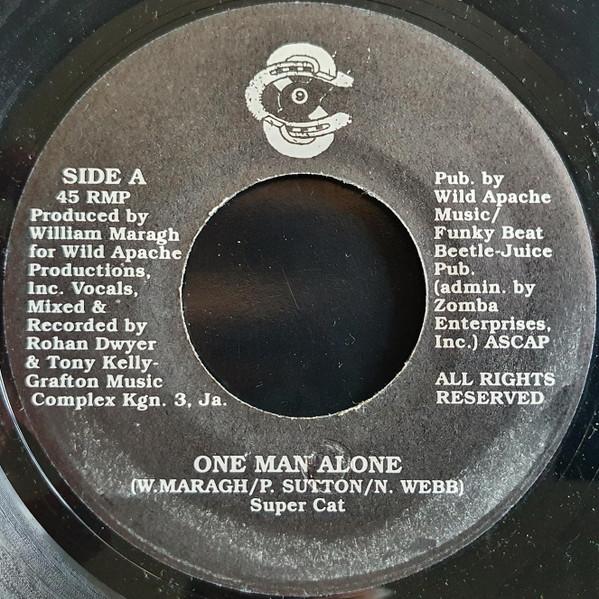 9
SIDE A
45 RMP
Produced by
William Maragh
for Wild Apache
Productions,
Inc. Vocals,
Mixed &
Recorded by
Rohan Dwyer
& Tony Kelly-
Grafton Music
Complex Kgn. 3, Ja.
Pub. by
Wild Apache
Music/
Funky Beat
Beetle-Juice
Pub.
(admin. by
Zomba
Enterprises,
Inc.) ASCAP
ALL RIGHTS
RESERVED
ONE MAN ALONE
(W.MARAGH/P. SUTTON/N. WEBB)
Super Cat